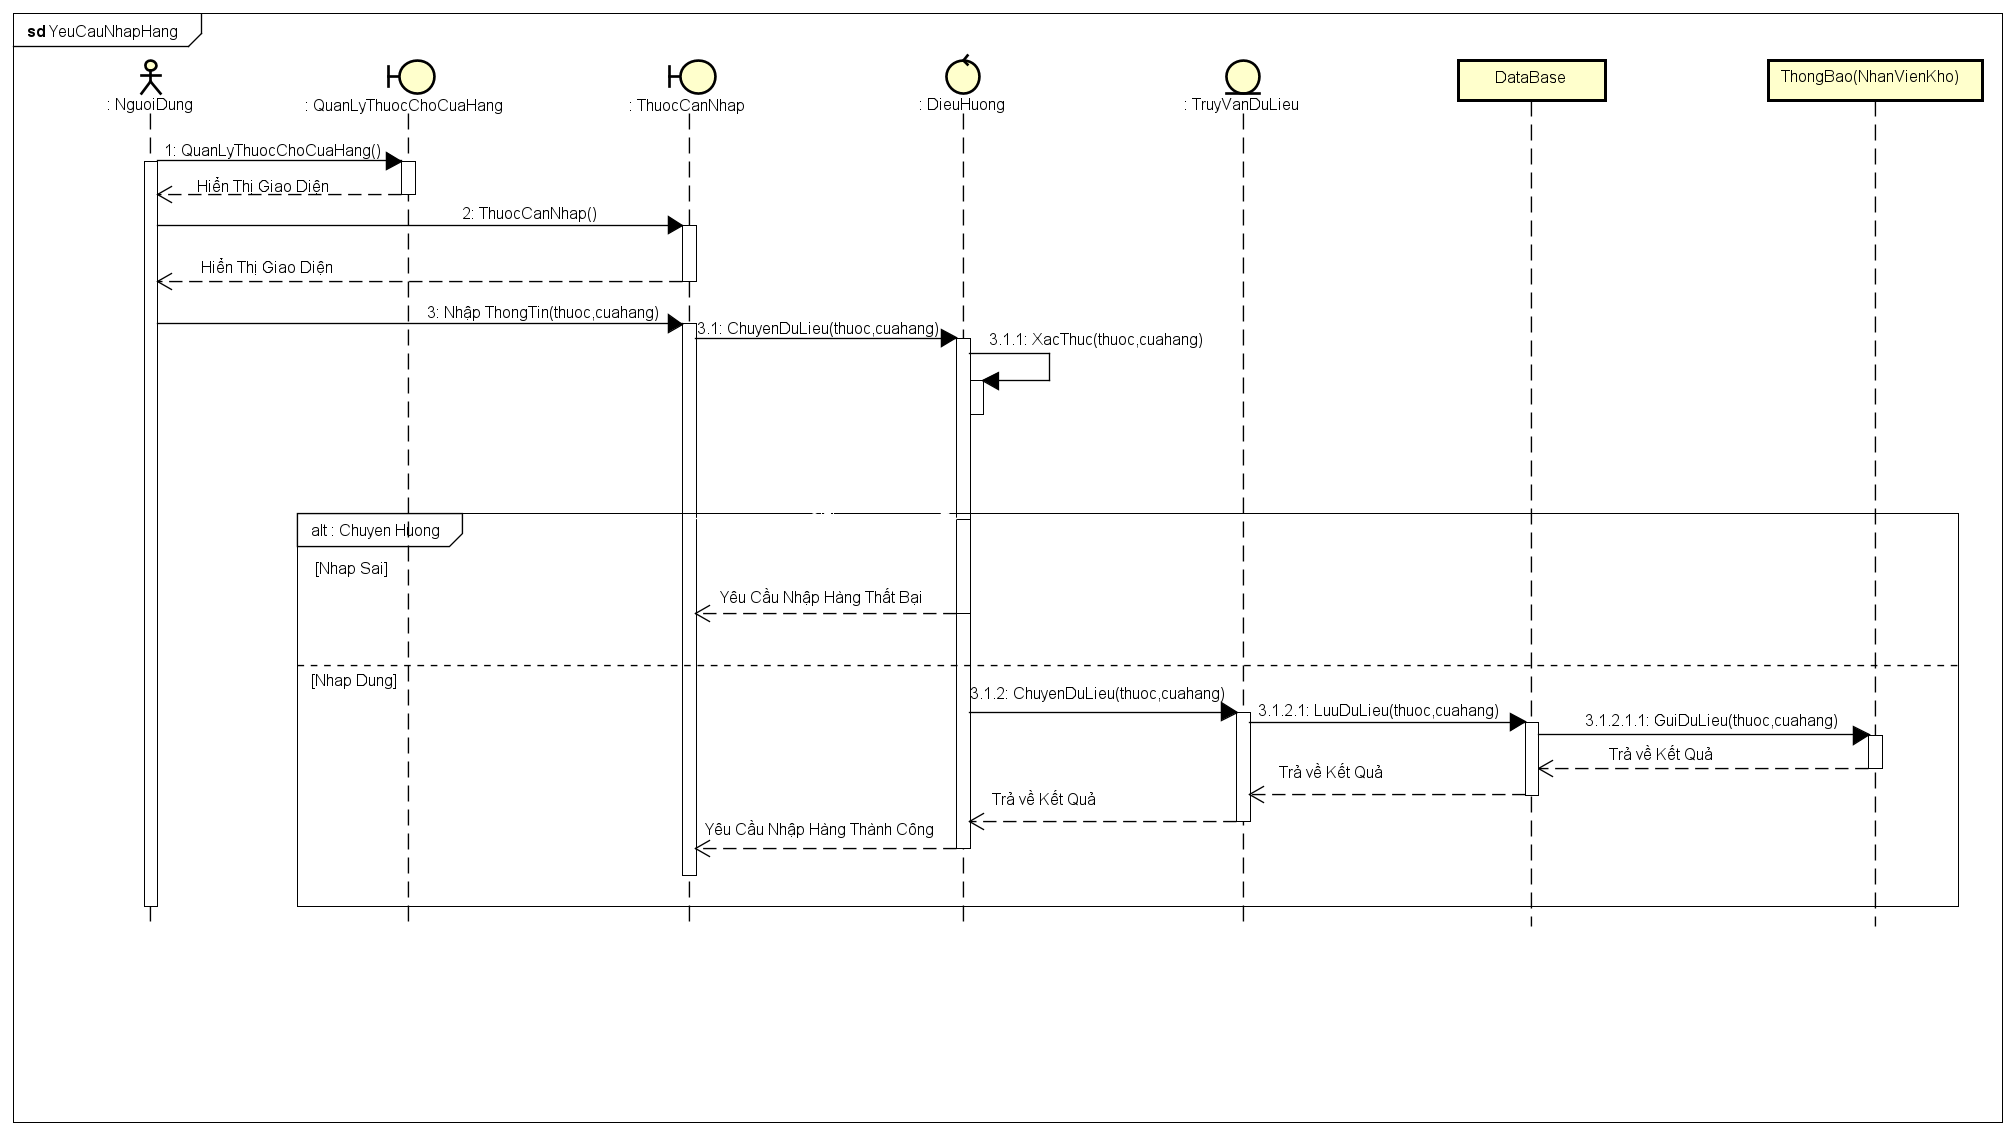 sd YeuCauNhapHang
: NguoiDung
: QuanLyThuocChoCuaHang
: ThuocCanNhap
: DieuHuong
: TruyVanDuLieu
DataBase
ThongBao(NhanVienKho)
1: QuanLyThuocChoCuaHang()
Hiển Thị Giao Diện
2: ThuocCanNhap()
Hiển Thị Giao Diện
3: Nhập ThongTin(thuoc,cuahang)
3.1: ChuyenDuLieu(thuoc,cuahang)
3.1.1: XacThuc(thuoc,cuahang)
alt : Chuyen Huong
[Nhap Sai]
Yêu Cầu Nhập Hàng Thất Bại
[Nhap Dung]
3.1.2: ChuyenDuLieu(thuoc,cuahang)
3.1.2.1: LuuDuLieu(thuoc,cuahang)
3.1.2.1.1: GuiDuLieu(thuoc,cuahang)
Trả về Kết Quả
Trả về Kết Quả
Trả về Kết Quả
Yêu Cầu Nhập Hàng Thành Công